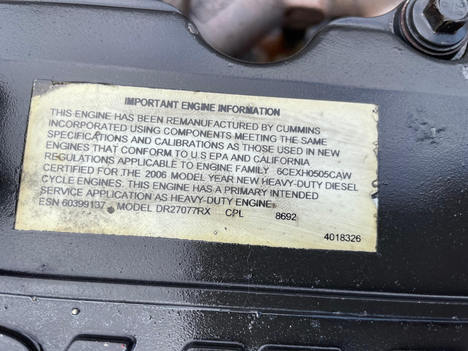 IMPORTANT ENGINE INFORMATION
THIS ENGINE HAS BEEN REMANUFACTURED BY CUMMINS
INCORPORATED USING COMPONENTS MEETING THE SAME
SPECIFICATIONS AND CALIBRATIONS AS THOSE USED IN NEW
ENGINES THAT CONFORM TO U S EPA AND CALIFORNIA
REGULATIONS APPLICABLE TO ENGINE FAMILY 6CEXH0505CAW
CERTIFIED FOR THE 2006 MODEL YEAR NEW HEAVY-DUTY DIESEL
CYCLE ENGINES. THIS ENGINE HAS A PRIMARY INTENDED
SERVICE APPLICATION AS HEAVY-DUTY ENGINE.
ESN 60399137 MODEL DR27077RX CPL 8692
4018326